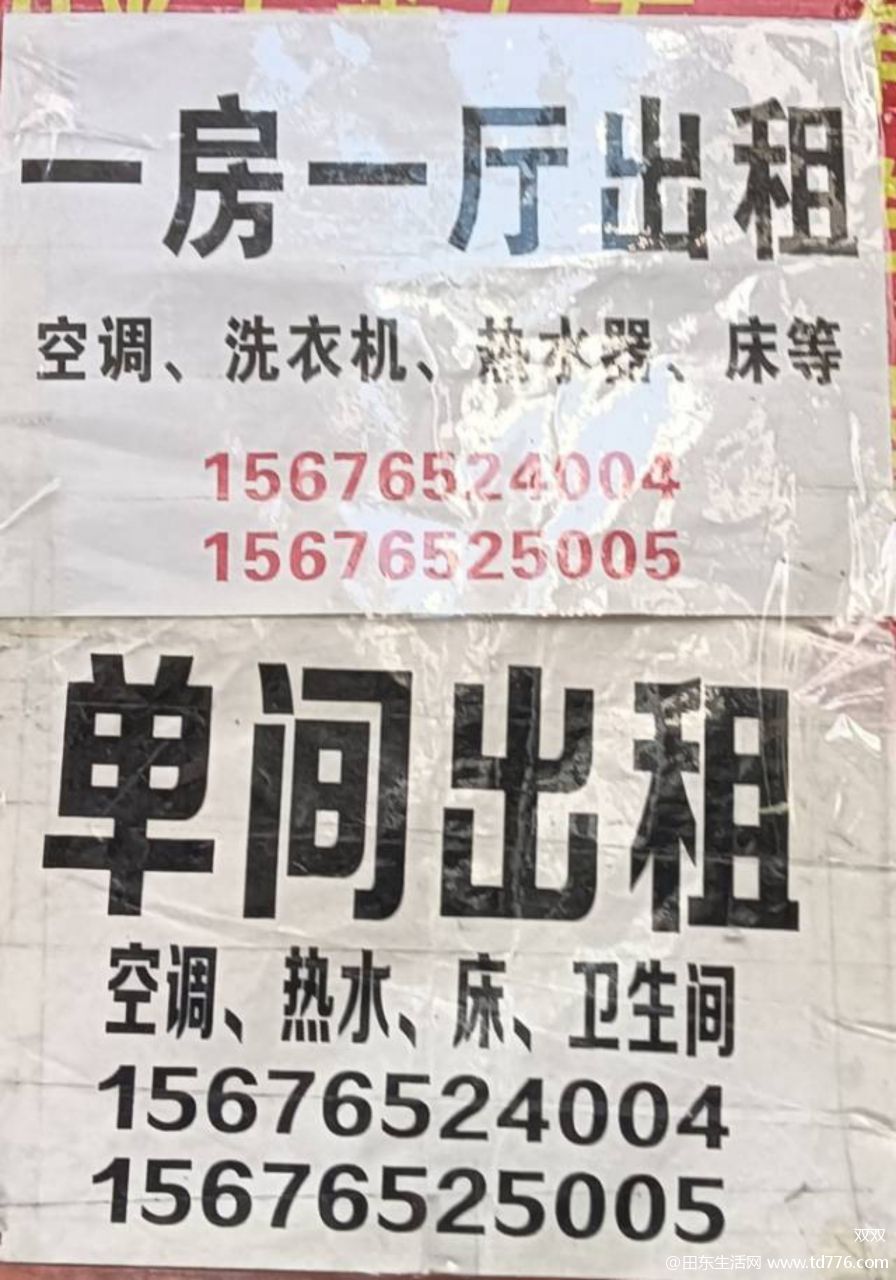 一房一厅出租
空调、洗衣机、热水器、床等
15676524004
15676525005
单间出租
空调、热水、床、卫生间
15676524004
15676525005
双双
@田东生活网 www.td776.com